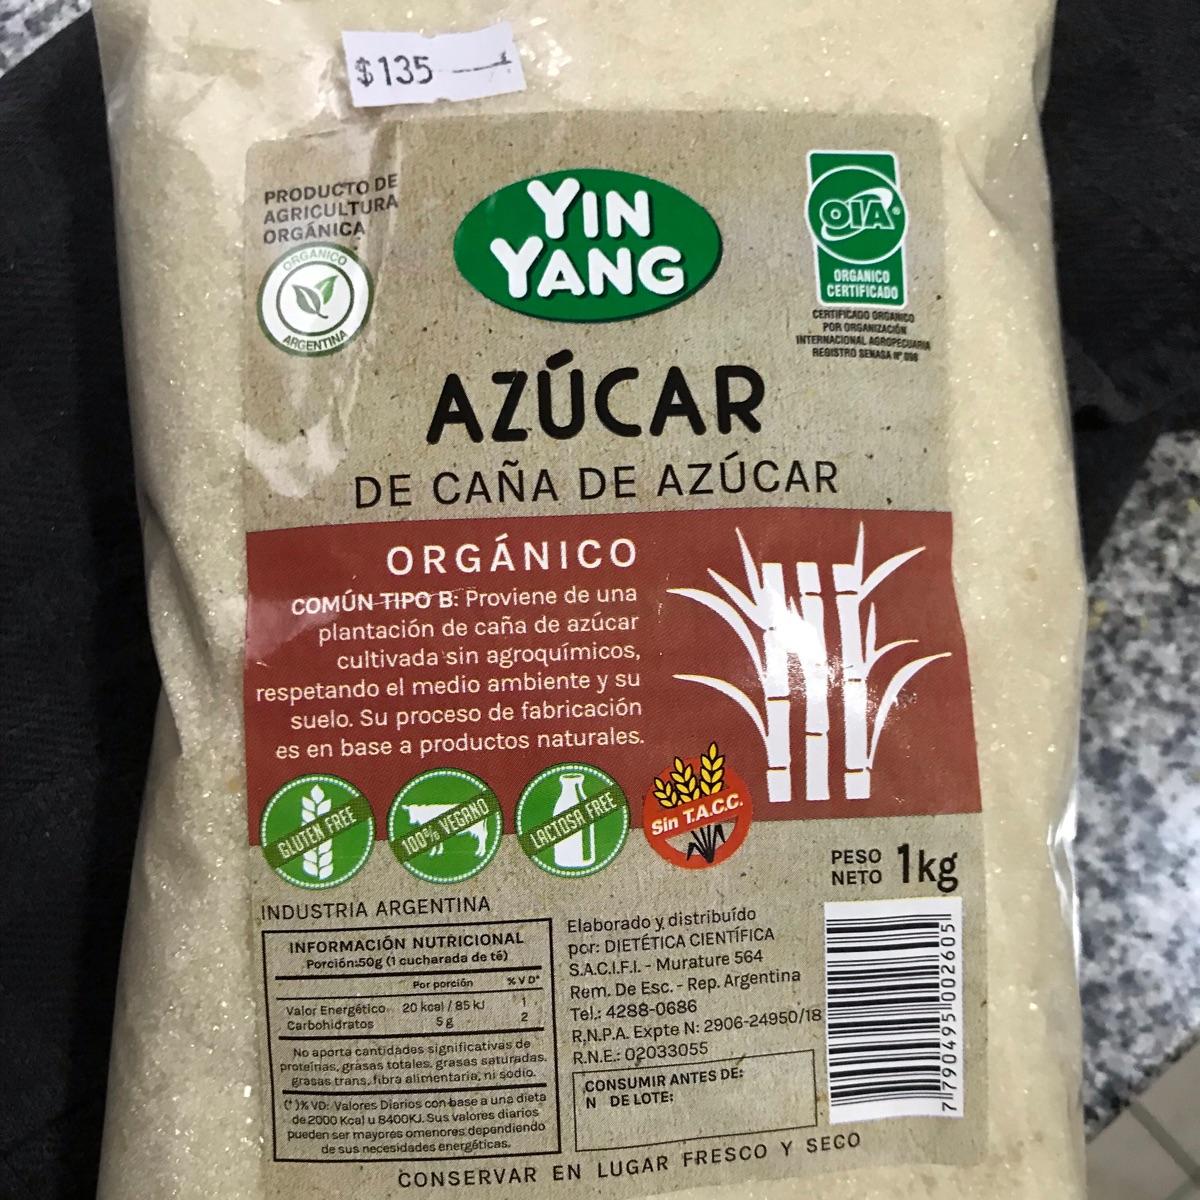 $135
PRODUCTO DE
AGRICULTURA
ORGÁNICA
ORGANICO
ARGENTINA
YIN
YANG
OIA
ORGANICO
CERTIFICADO
CERTIFICADO ORGANICO
POR ORGANIZACIÓN
INTERNACIONAL AGROPECUARIA
REGISTRO SENASA Nº
AZÚCAR
DE CAÑA DE AZÚCAR
ORGÁNICO
COMÚN TIPO B: Proviene de una
plantación de caña de azúcar
cultivada sin agroquímicos,
respetando el medio ambiente y su
suelo. Su proceso de fabricación
es en base a productos naturales.
GLUTEN FREE
100% VEGANO
LACTOSA FREE
Sin T.A.C.C.
PESO
NETO 1kg
INDUSTRIA ARGENTINA
INFORMACIÓN NUTRICIONAL
Porción:50g (1 cucharada de té)
Por porción %VD*
Valor Energético 20 kcal / 85 kJ 1
Carbohidratos 5g 2
No aporta cantidades significativas de
proteínas, grasas totales, grasas saturadas,
grasas trans, fibra alimentaria, ni sodio.
(*)% VD: Valores Diarios con base a una dieta
de 2000 Kcal u 8400KJ. Sus valores diarios
pueden ser mayores omenores dependiendo
de sus necesidades energéticas.
Elaborado y distribuído
por: DIETÉTICA CIENTÍFICA
S.A.C.I.F.I. - Murature 564
Rem. De Esc. - Rep. Argentina
Tel.: 4288-0686
R,N.P.A. Expte N: 2906-24950/18
R.N.E.: 02033055
CONSUMIR ANTES DE:
N DE LOTE:
7 790495 002605
CONSERVAR EN LUGAR FRESCO Y SECO